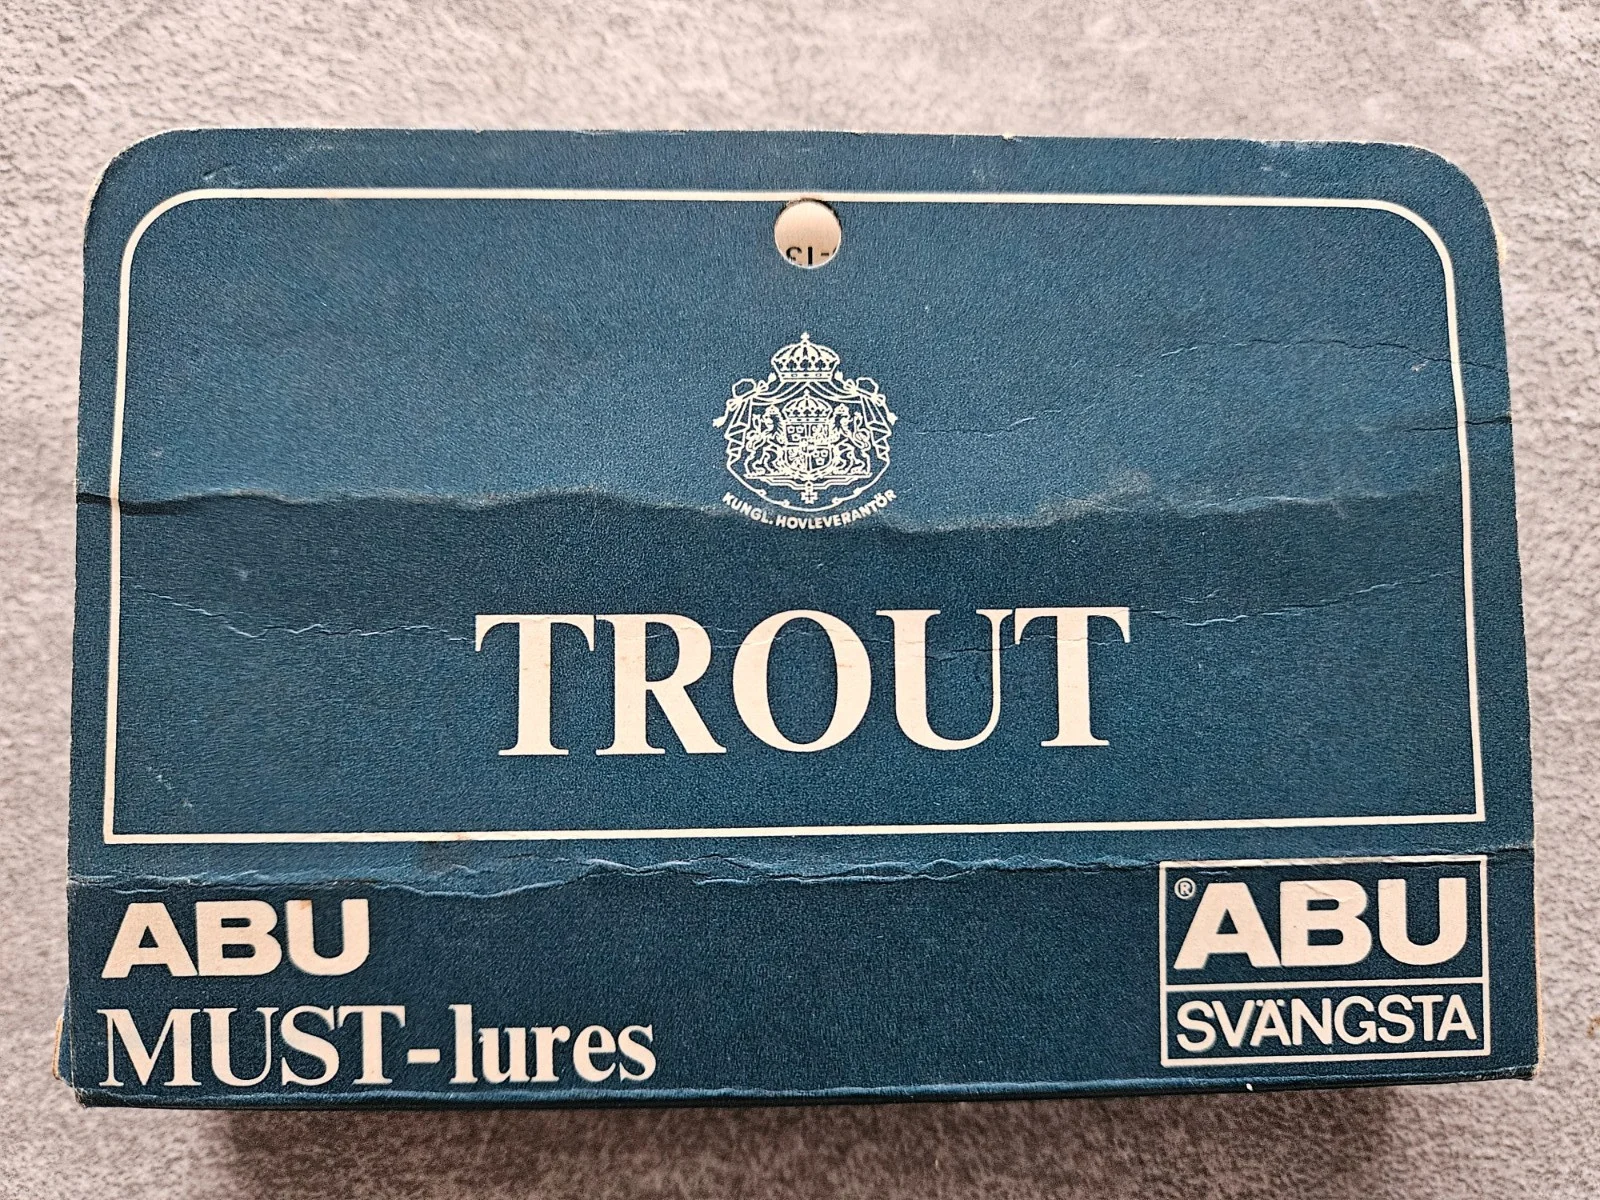 KUNGL. HOVLEVERANTÖR
TROUT
ABU
MUST-lures
®ABU
SVÄNGSTA